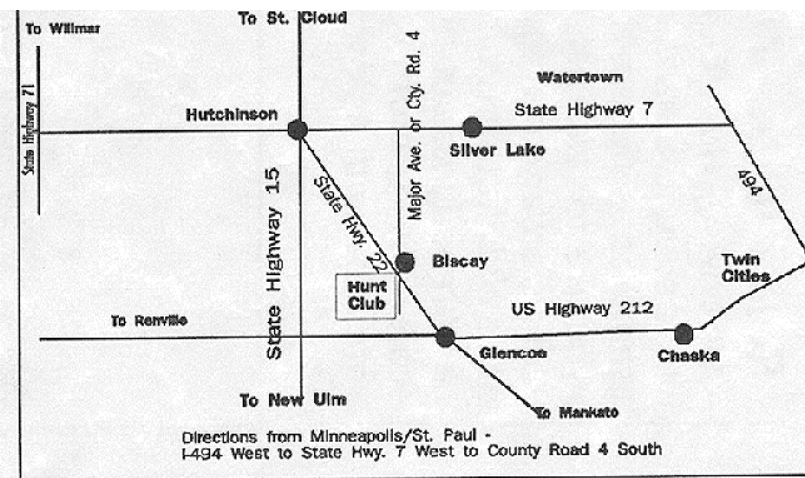 To St. Cloud
To Willmar
State Highway 71
Major Ave. or Cty. Rd. 4
Watertown
State Highway 7
Hutchinson
Silver Lake
494
State Highway 15
State Hwy. 22
Biscay
Twin
Cities
Hunt
Club
US Highway 212
To Renville
Glencoe
Chaska
To New Ulm
To Mankato
Directions from Minneapolis/St. Paul -
I-494 West to State Hwy. 7 West to County Road 4 South